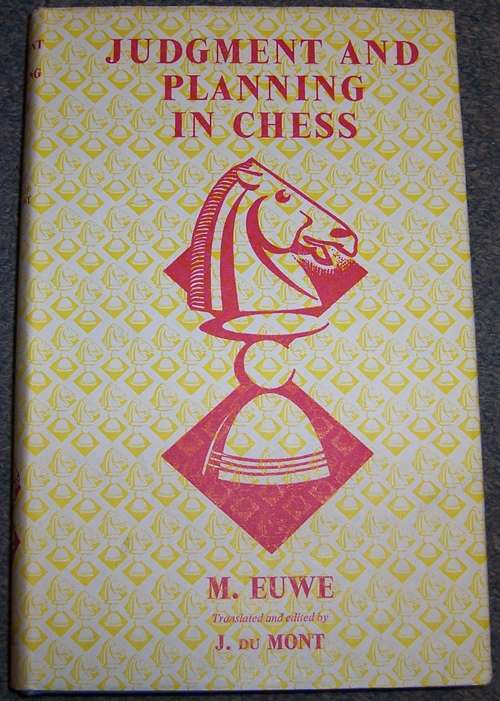 JUDGMENT AND
PLANNING
IN CHESS
M. EUWE
Translated and edited by
J. DU MONT